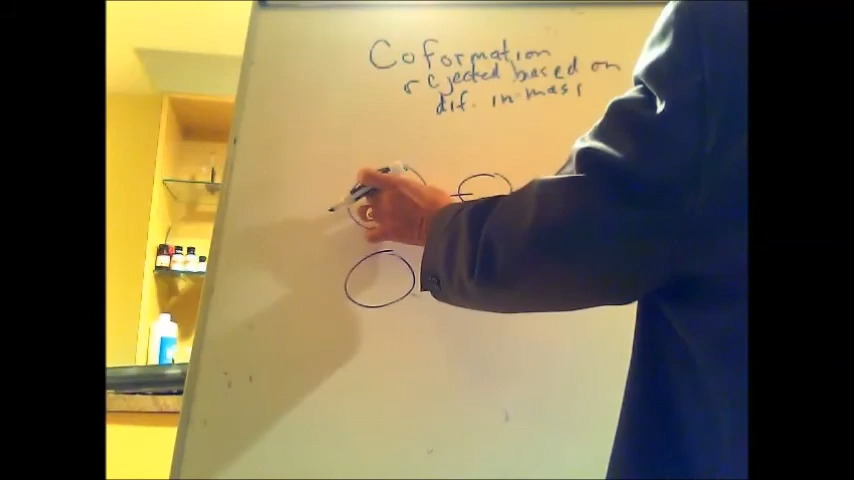 Coformation
rejected based on
dif. in mass